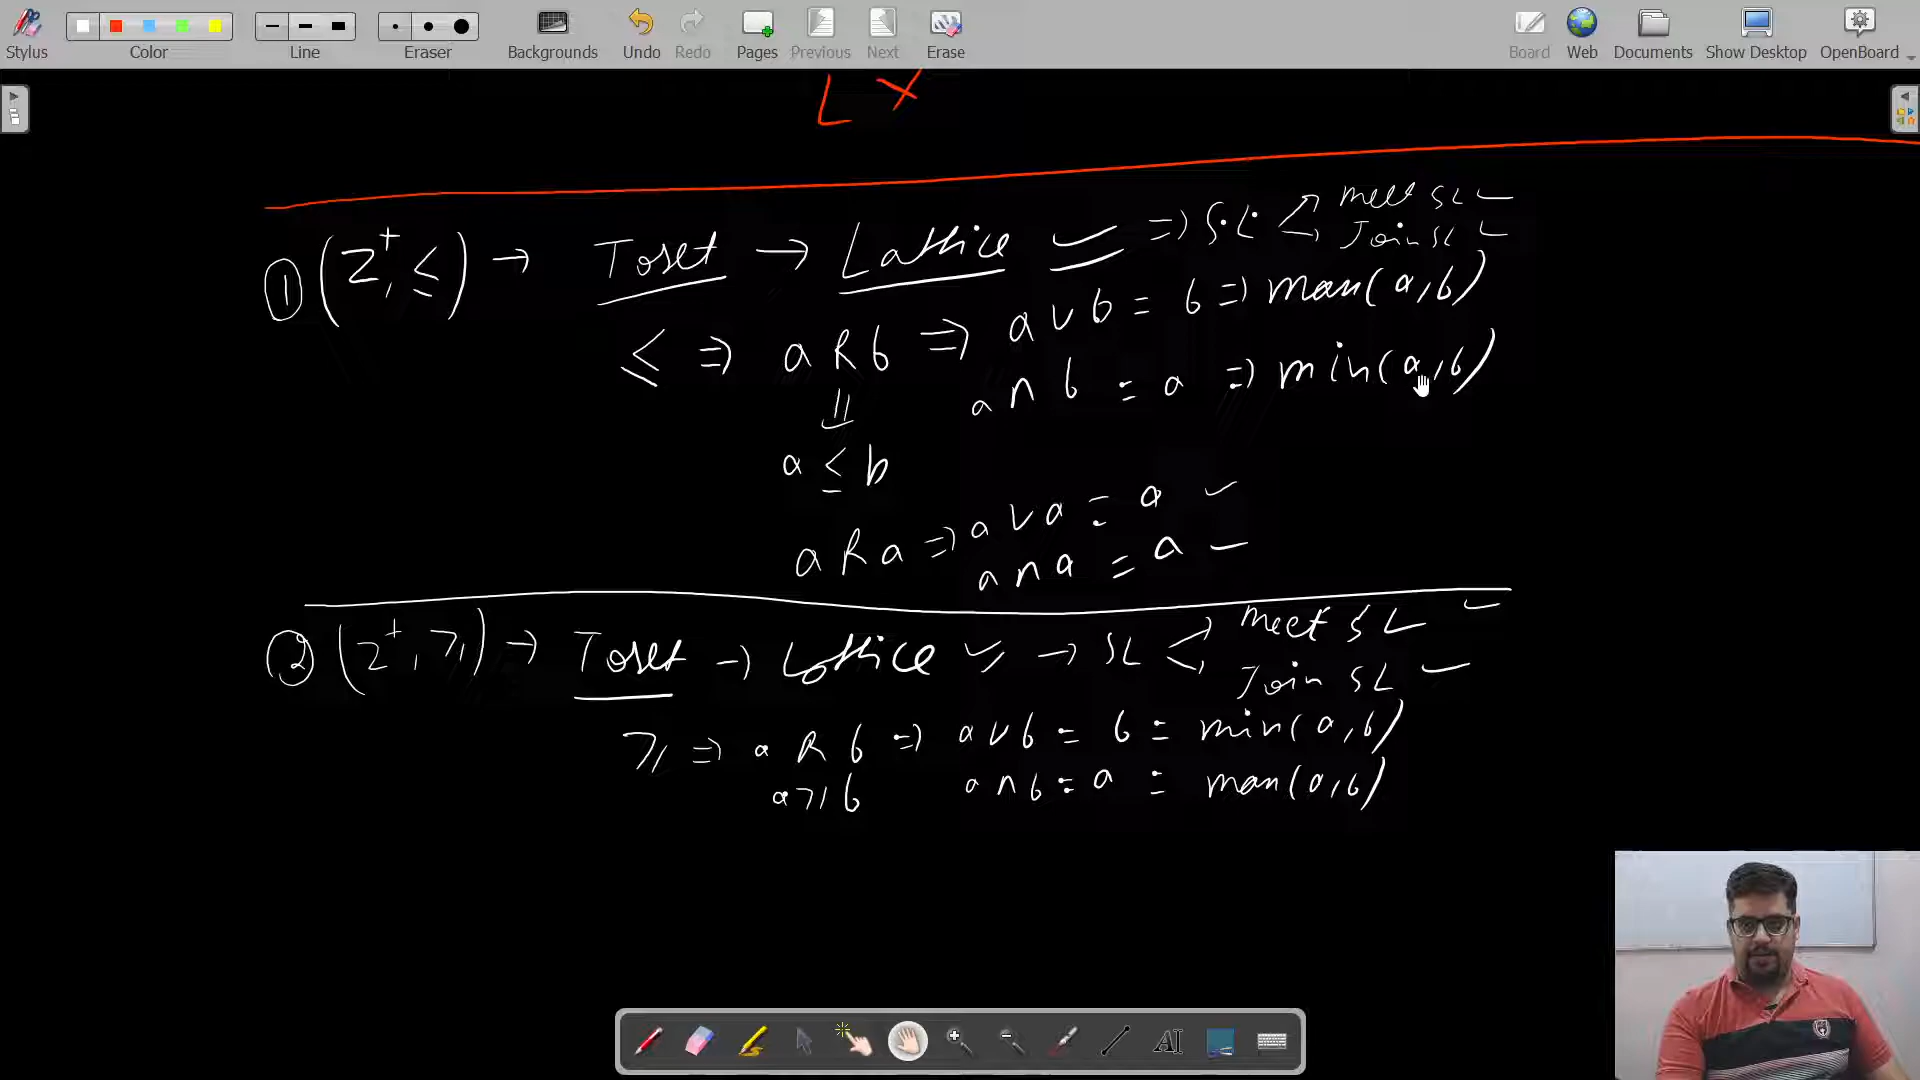 Stylus Color Line Eraser Backgrounds Undo Redo Pages Previous Next Erase Board Web Documents Show Desktop OpenBoard
L X
① (Z⁺, ≤) → Toset → Lattice ✓ ⇒ S.L. Meet SL ✓
Join SL ✓
≤ ⇒ a R b ⇒ a ∨ b = b ⇒ max(a,b)
a ∧ b = a ⇒ min(a,b)
a ≤ b
a R a ⇒ a ∨ a = a ✓
a ∧ a = a ✓
② (Z⁺, ≥) → Toset → Lattice ✓ → SL Meet SL ✓
Join SL ✓
≥ ⇒ a R b ⇒ a ∨ b = b = min(a,b)
a ≥ b a ∧ b = a = max(a,b)